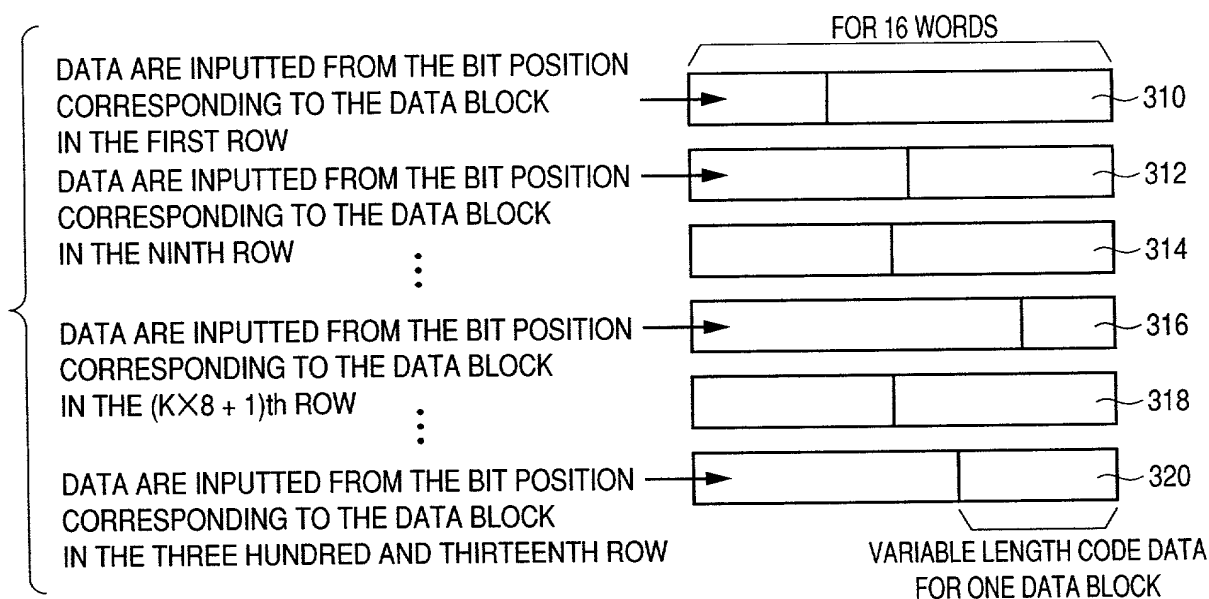 FOR 16 WORDS
DATA ARE INPUTTED FROM THE BIT POSITION
CORRESPONDING TO THE DATA BLOCK
IN THE FIRST ROW
310
DATA ARE INPUTTED FROM THE BIT POSITION
CORRESPONDING TO THE DATA BLOCK
IN THE NINTH ROW
312
314
DATA ARE INPUTTED FROM THE BIT POSITION
CORRESPONDING TO THE DATA BLOCK
IN THE (K×8 + 1)th ROW
316
318
DATA ARE INPUTTED FROM THE BIT POSITION
CORRESPONDING TO THE DATA BLOCK
IN THE THREE HUNDRED AND THIRTEENTH ROW
320
VARIABLE LENGTH CODE DATA
FOR ONE DATA BLOCK